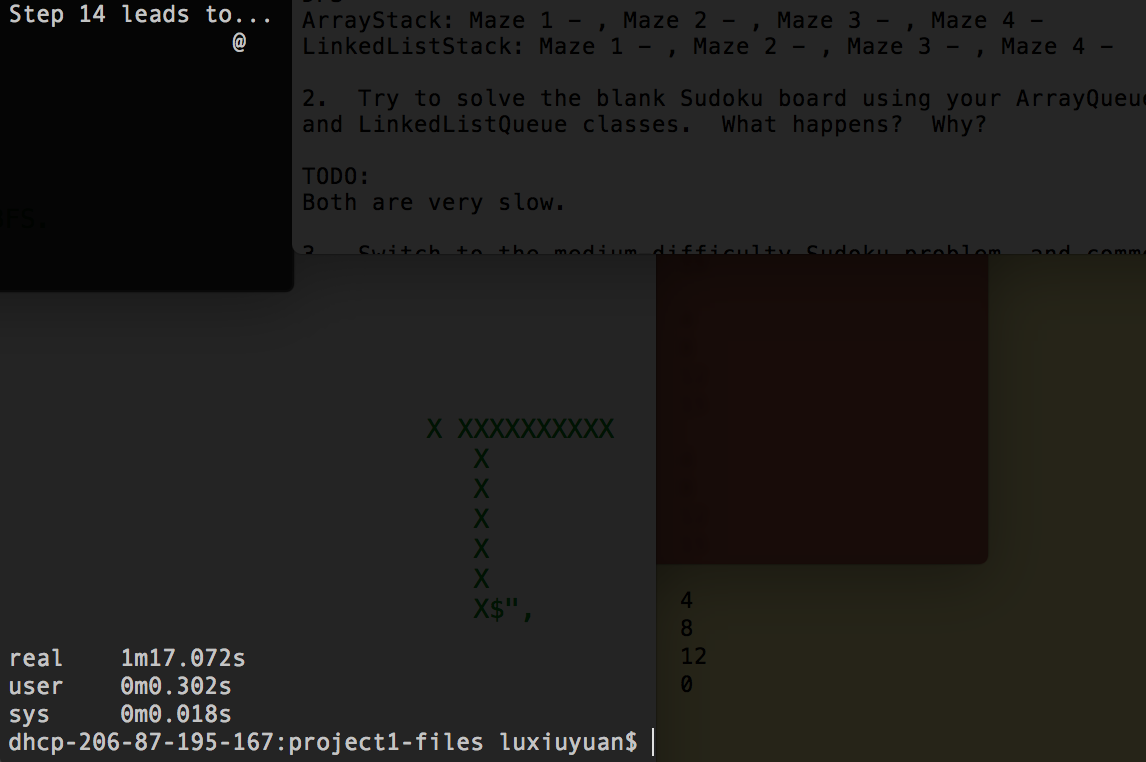 Step 14 leads to...
@
ArrayStack: Maze 1 - , Maze 2 - , Maze 3 - , Maze 4 -
LinkedListStack: Maze 1 - , Maze 2 - , Maze 3 - , Maze 4 -
2.  Try to solve the blank Sudoku board using your ArrayQueue
and LinkedListQueue classes.  What happens?  Why?
TODO:
Both are very slow.
3.  Switch to the medium difficulty Sudoku problem, and
X XXXXXXXXXX
X
X
X
X
X
X$",
4
8
12
0
real    1m17.072s
user    0m0.302s
sys     0m0.018s
dhcp-206-87-195-167:project1-files luxiuyuan$